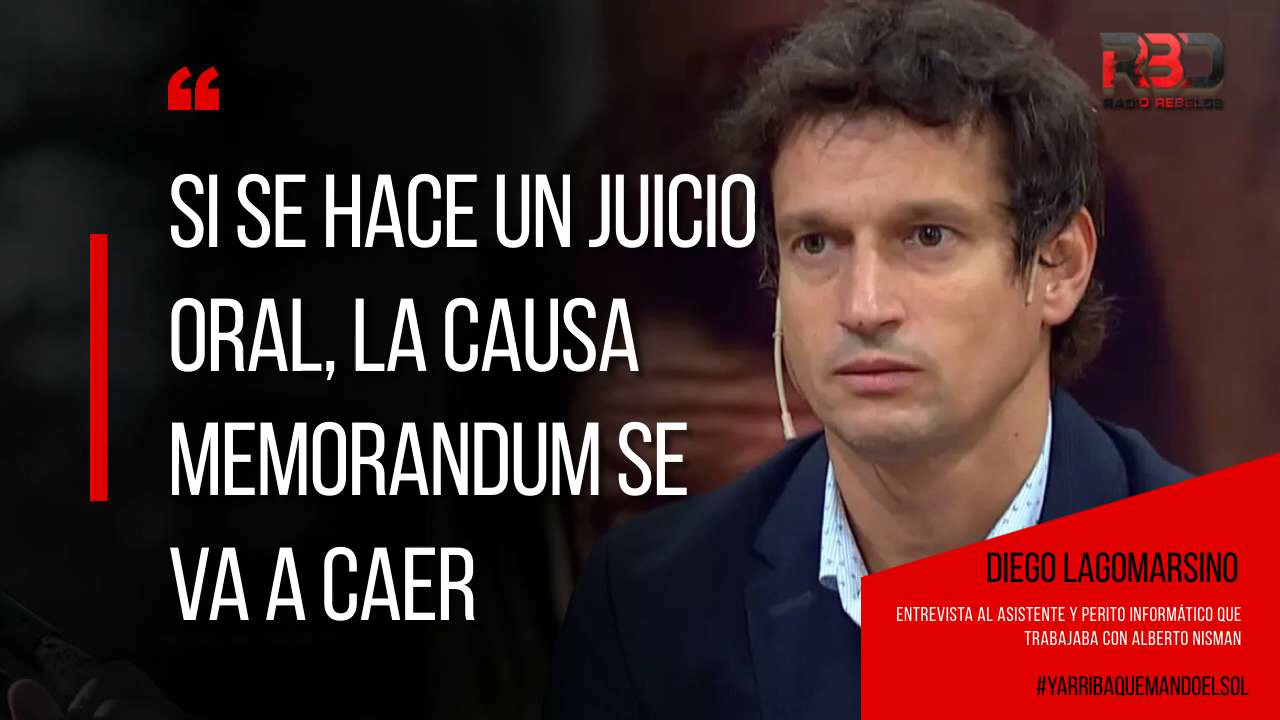 RBD
RADIO REBELDE
“
SI SE HACE UN JUICIO
ORAL, LA CAUSA
MEMORANDUM SE
VA A CAER
DIEGO LAGOMARSINO
ENTREVISTA AL ASISTENTE Y PERITO INFORMÁTICO QUE
TRABAJABA CON ALBERTO NISMAN
#YARRIBAQUEMANDOELSOL